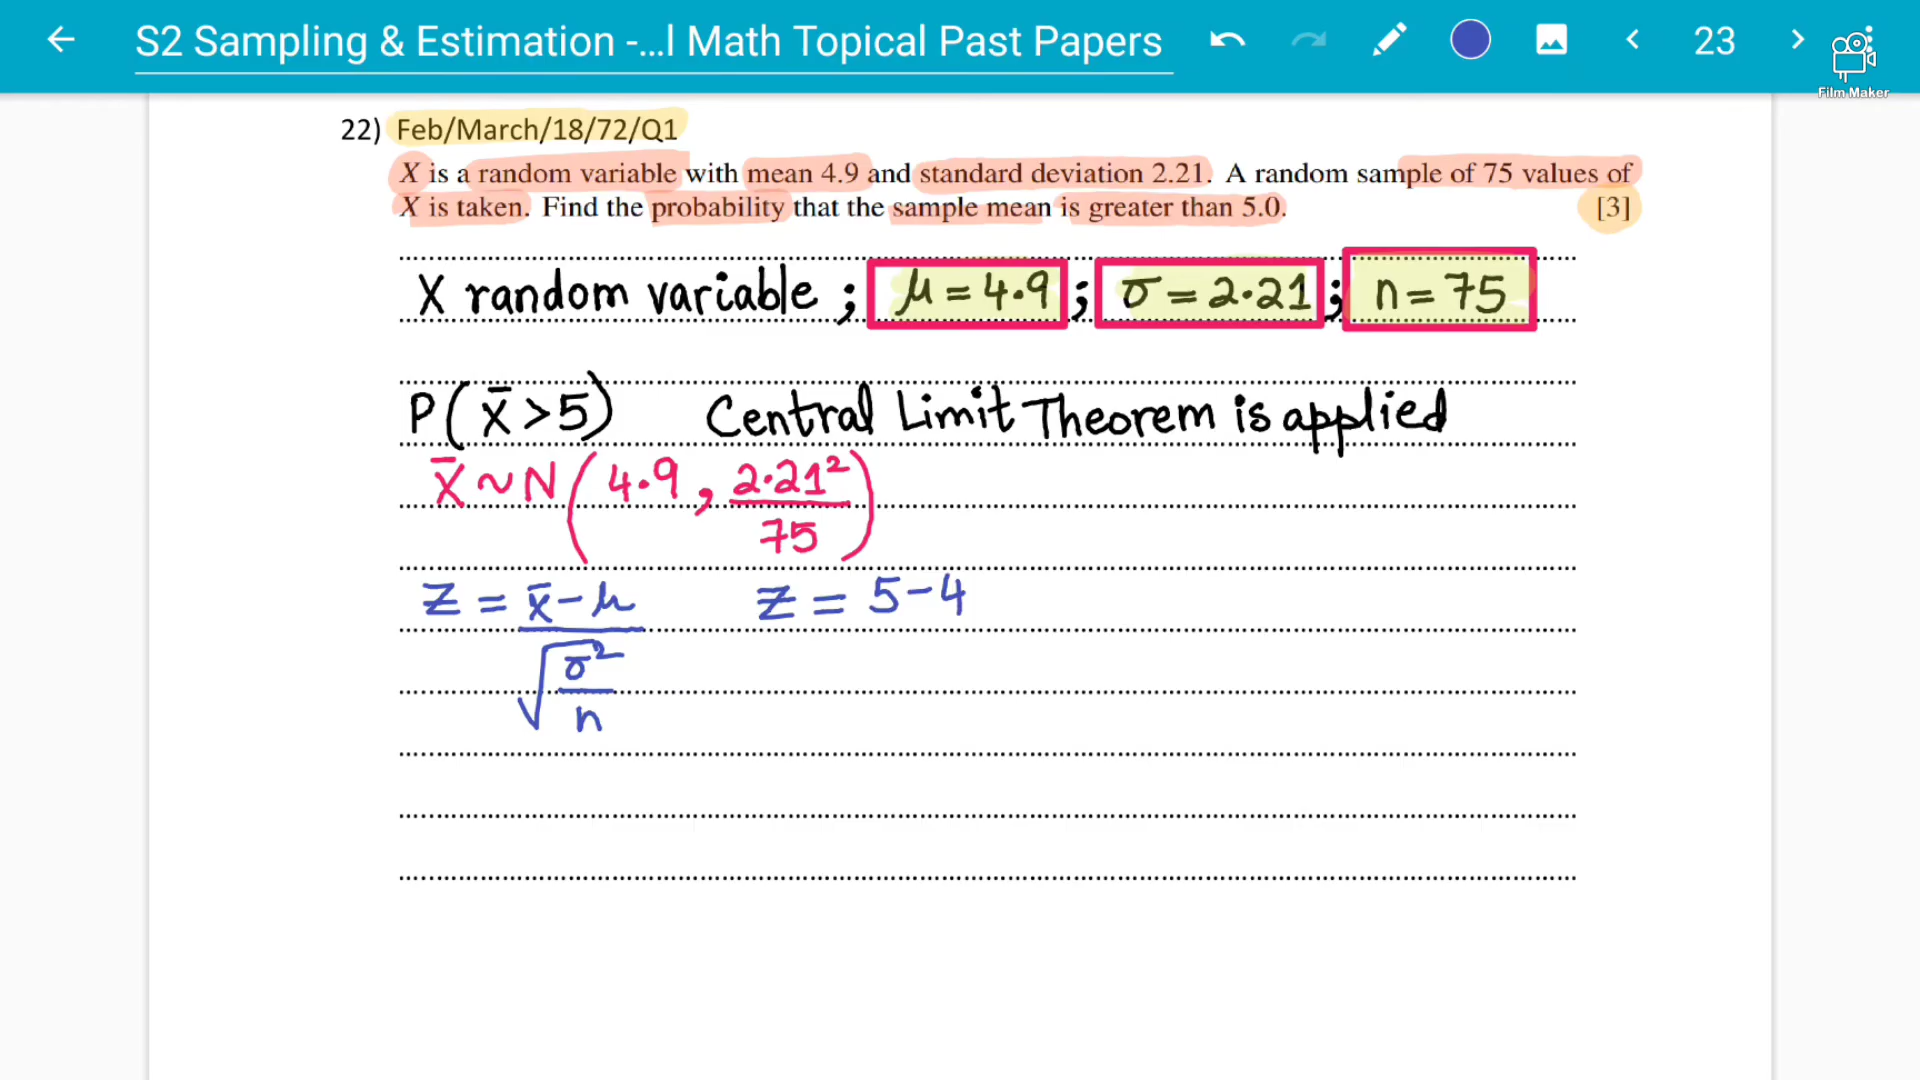 S2 Sampling & Estimation -...l Math Topical Past Papers 23
Film Maker
22) Feb/March/18/72/Q1
X is a random variable with mean 4.9 and standard deviation 2.21. A random sample of 75 values of
X is taken. Find the probability that the sample mean is greater than 5.0. [3]
X random variable ; μ = 4.9 ; σ = 2.21 ; n = 75
P(x̄ > 5) Central Limit Theorem is applied
X̄ ~ N(4.9, 2.21²/75)
Z = x̄ - μ / √(σ²/n) Z = 5 - 4